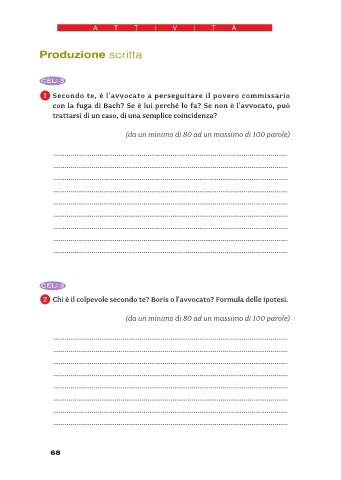 ATTIVITÀ
Produzione scritta
CELI 3
1 Secondo te, è l'avvocato a perseguitare il povero commissario
con la fuga di Bach? Se è lui perché lo fa? Se non è l'avvocato, può
trattarsi di un caso, di una semplice coincidenza?
(da un minimo di 80 ad un massimo di 100 parole)
CELI 3
2 Chi è il colpevole secondo te? Boris o l'avvocato? Formula delle ipotesi.
(da un minimo di 80 ad un massimo di 100 parole)
68